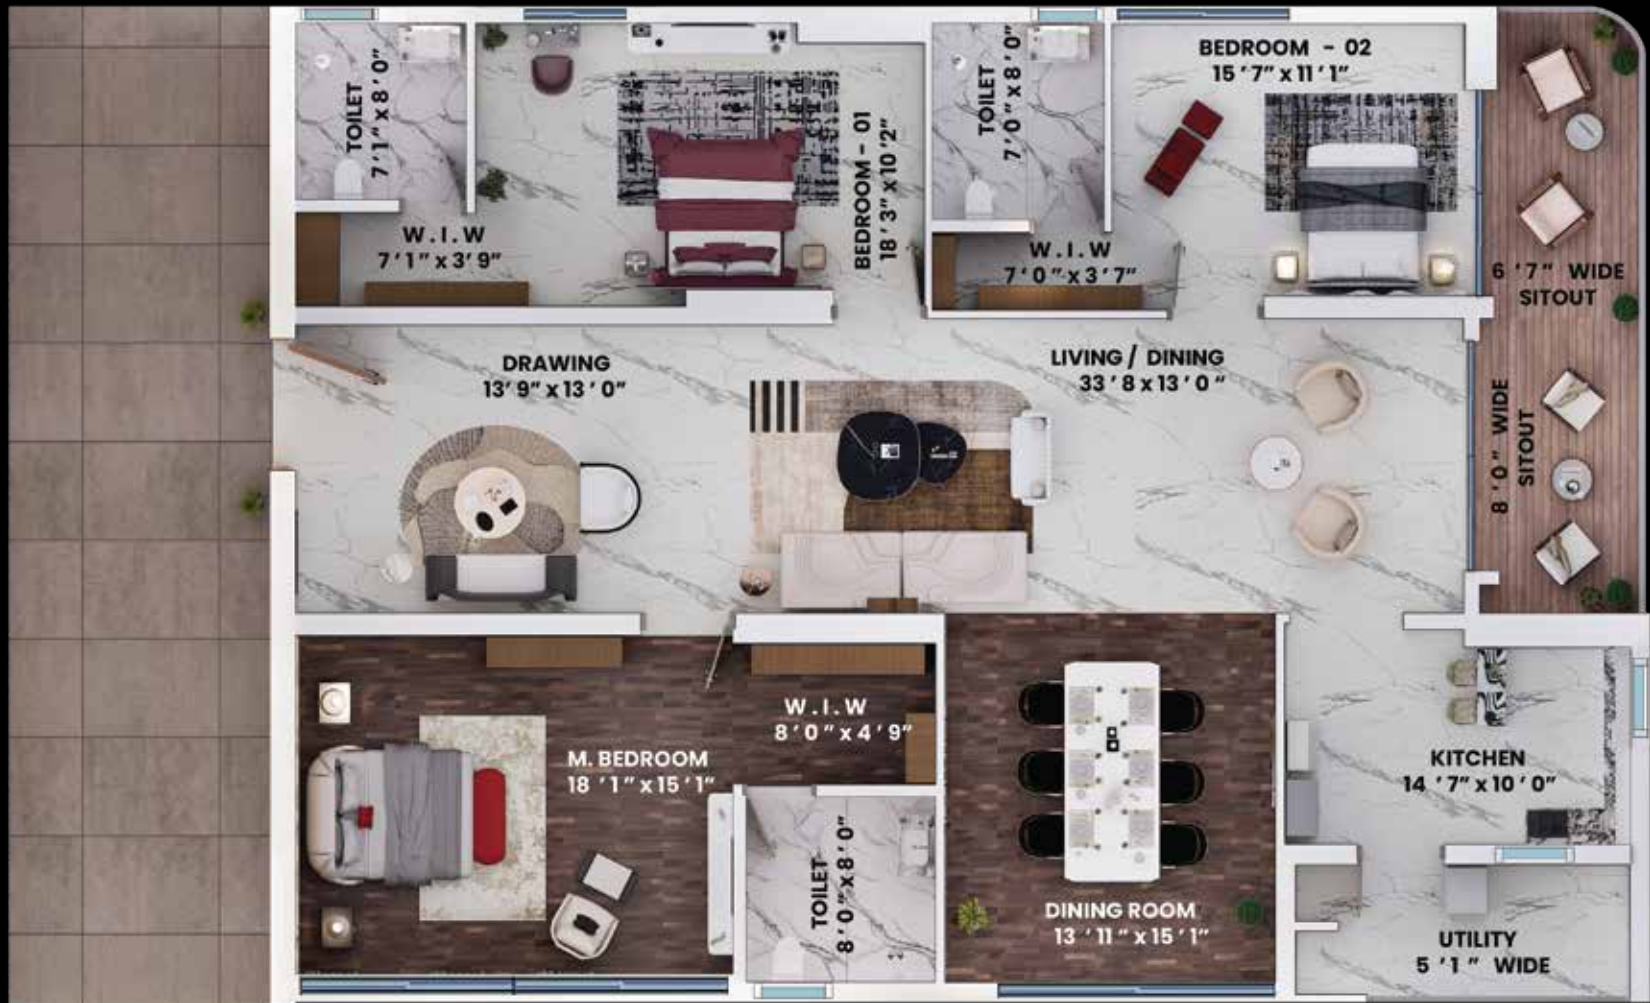 TOILET
7 ' 1" x 8 ' 0"
W.I.W
7 ' 1" x 3' 9"
BEDROOM - 01
18 ' 3" x 10 '2"
TOILET
7 ' 0" x 8 ' 0"
W.I.W
7 ' 0 " x 3' 7"
BEDROOM - 02
15 ' 7" x 11 ' 1"
6 ' 7" WIDE
SITOUT
DRAWING
13' 9" x 13 ' 0"
LIVING / DINING
33 ' 8 x 13 ' 0 "
8 ' 0" WIDE
SITOUT
M. BEDROOM
18 ' 1" x 15 ' 1"
W.I.W
8 ' 0 " x 4 ' 9"
TOILET
8 ' 0 " x 8 ' 0"
DINING ROOM
13 ' 11 " x 15 ' 1"
KITCHEN
14 ' 7" x 10 ' 0"
UTILITY
5 ' 1 " WIDE